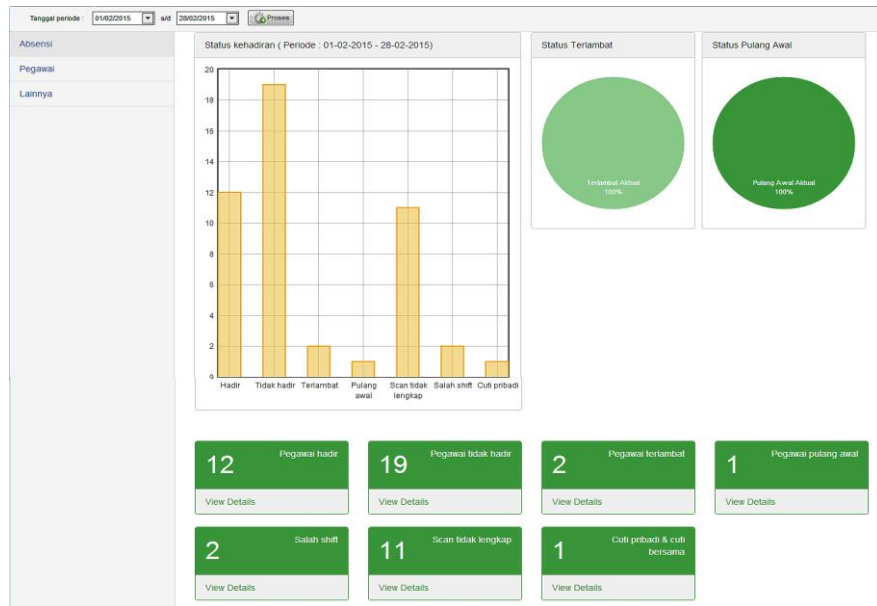 Tanggal periode : 01/02/2015 s/d 28/02/2015 Proses
Absensi
Pegawai
Lainnya
Status kehadiran ( Periode : 01-02-2015 - 28-02-2015)
20
18
16
14
12
10
8
6
4
2
0
Hadir Tidak hadir Terlambat Pulang awal Scan tidak lengkap Salah shift Cuti pribadi
Status Terlambat
Terlambat Aktual
100%
Status Pulang Awal
Pulang Awal Aktual
100%
12 Pegawai hadir
View Details
19 Pegawai tidak hadir
View Details
2 Pegawai terlambat
View Details
1 Pegawai pulang awal
View Details
2 Salah shift
View Details
11 Scan tidak lengkap
View Details
1 Cuti pribadi & cuti
bersama
View Details